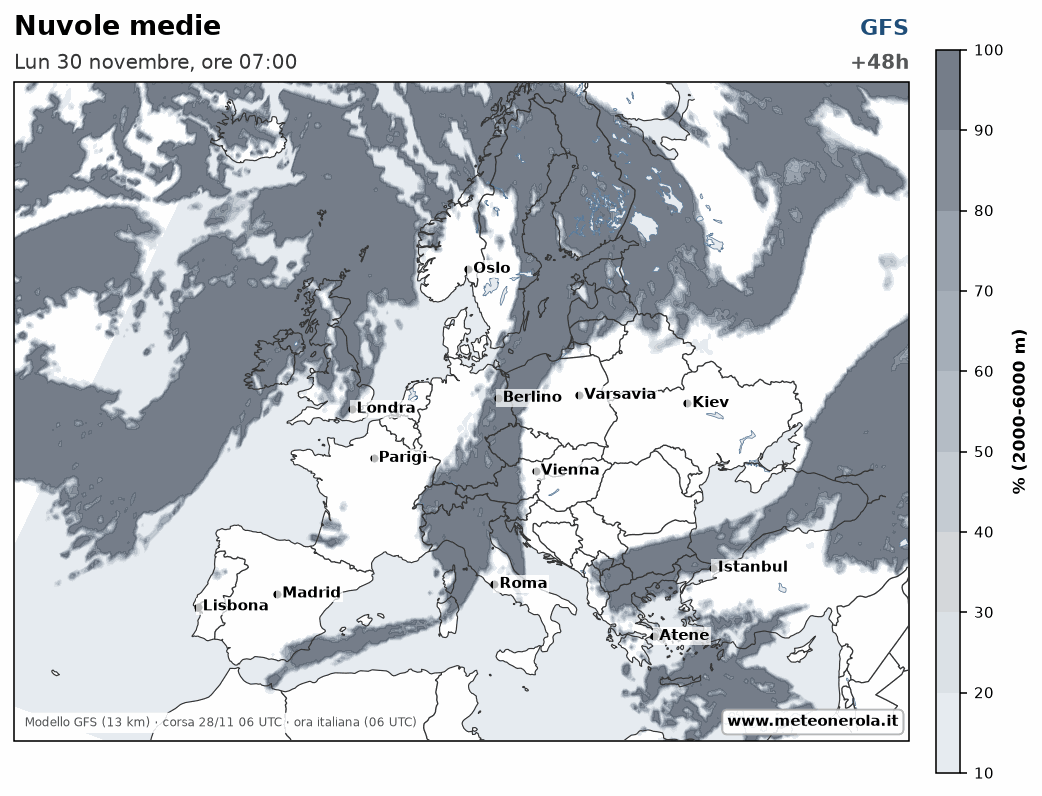 Nuvole medie
GFS
Lun 30 novembre, ore 07:00
+48h
100
90
80
70
60
50
40
30
20
10
% (2000-6000 m)
Oslo
Berlino
Varsavia
Kiev
Londra
Parigi
Vienna
Istanbul
Roma
Madrid
Lisbona
Atene
Modello GFS (13 km) · corsa 28/11 06 UTC · ora italiana (06 UTC)
www.meteonerola.it